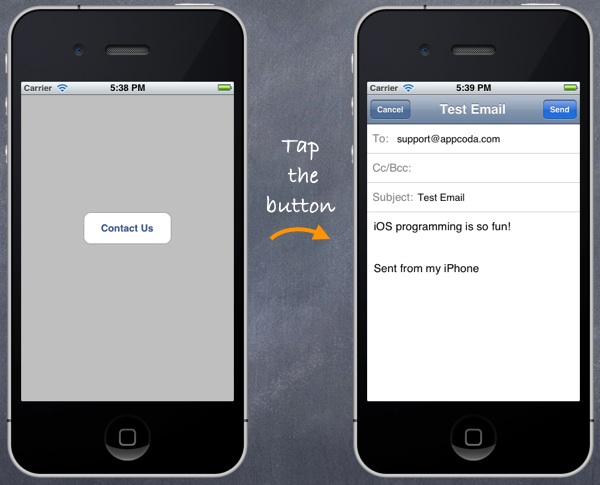 Carrier 5:38 PM
Contact Us
Tap
the
button
Carrier 5:39 PM
Cancel Test Email Send
To: support@appcoda.com
Cc/Bcc:
Subject: Test Email
iOS programming is so fun!
Sent from my iPhone